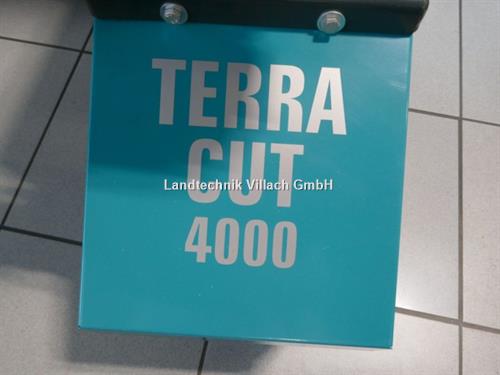 TERRA
CUT
Landtechnik Villach GmbH
4000